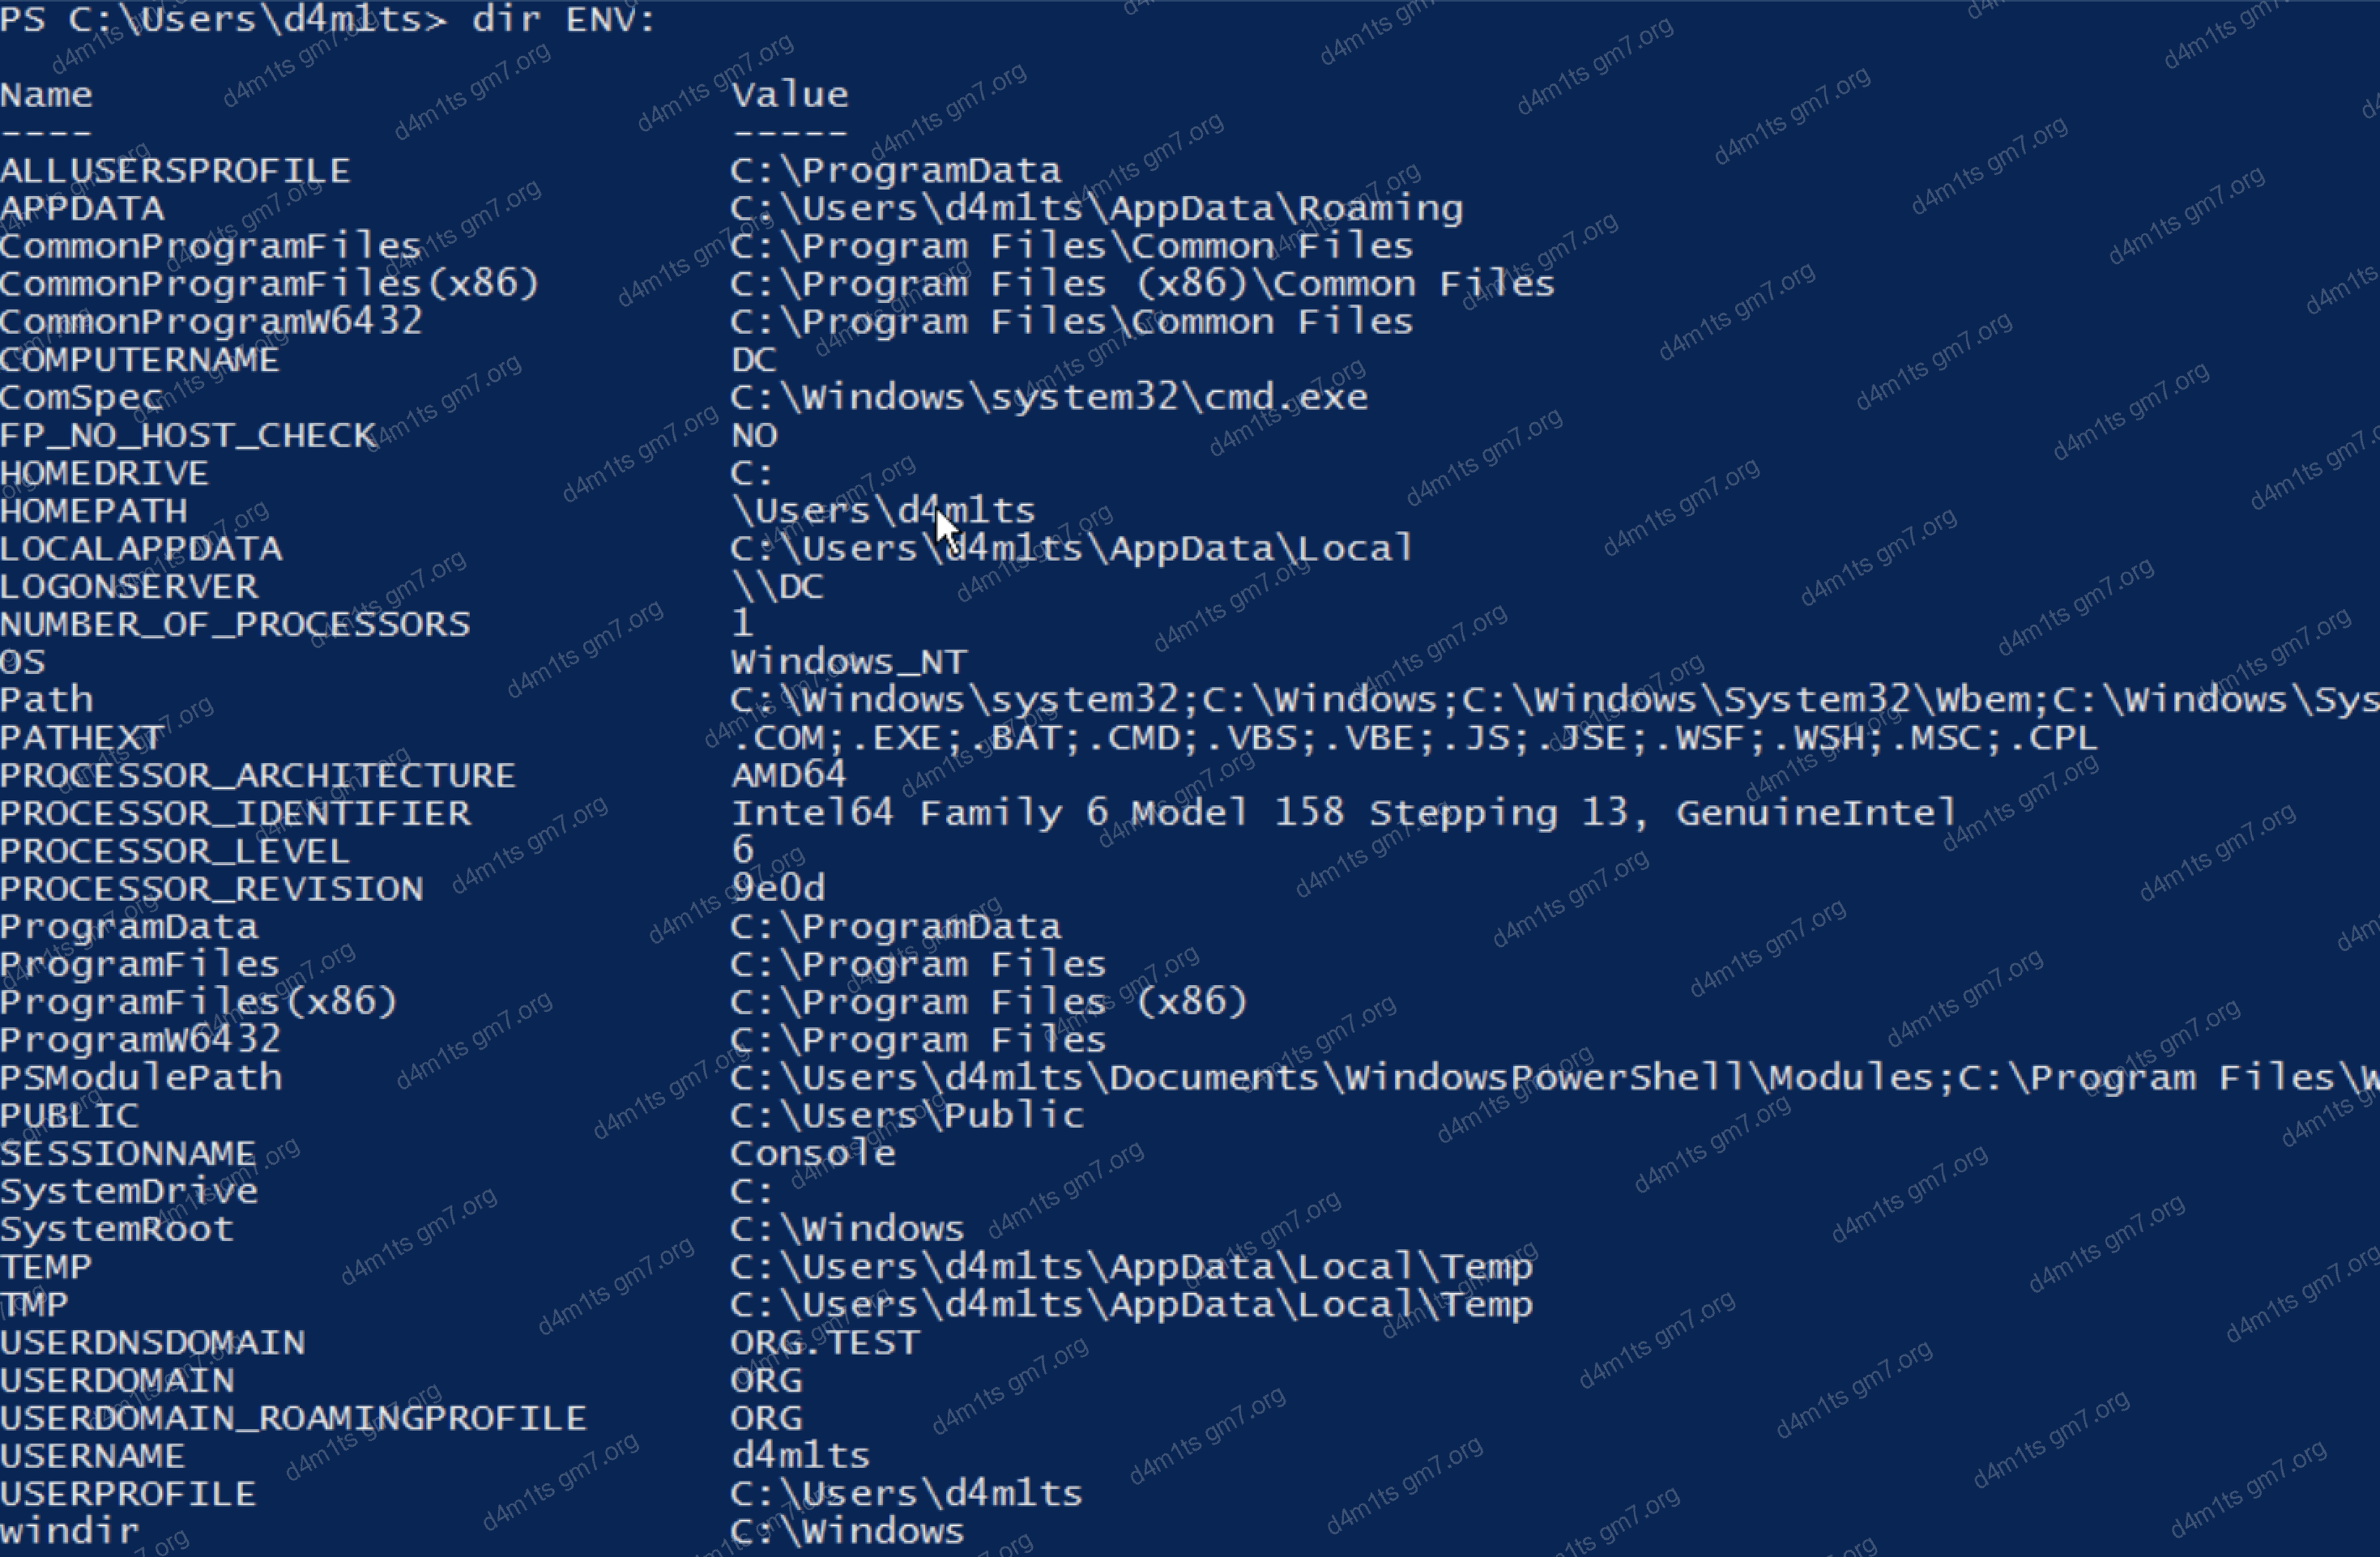 PS C:\Users\d4m1ts> dir ENV:
Name Value
---- -----
ALLUSERSPROFILE C:\ProgramData
APPDATA C:\Users\d4m1ts\AppData\Roaming
CommonProgramFiles C:\Program Files\Common Files
CommonProgramFiles(x86) C:\Program Files (x86)\Common Files
CommonProgramW6432 C:\Program Files\Common Files
COMPUTERNAME DC
ComSpec C:\Windows\system32\cmd.exe
FP_NO_HOST_CHECK NO
HOMEDRIVE C:
HOMEPATH \Users\d4m1ts
LOCALAPPDATA C:\Users\d4m1ts\AppData\Local
LOGONSERVER \\DC
NUMBER_OF_PROCESSORS 1
OS Windows_NT
Path C:\Windows\system32;C:\Windows;C:\Windows\System32\Wbem;C:\Windows\Sys
PATHEXT .COM;.EXE;.BAT;.CMD;.VBS;.VBE;.JS;.JSE;.WSF;.WSH;.MSC;.CPL
PROCESSOR_ARCHITECTURE AMD64
PROCESSOR_IDENTIFIER Intel64 Family 6 Model 158 Stepping 13, GenuineIntel
PROCESSOR_LEVEL 6
PROCESSOR_REVISION 9e0d
ProgramData C:\ProgramData
ProgramFiles C:\Program Files
ProgramFiles(x86) C:\Program Files (x86)
ProgramW6432 C:\Program Files
PSModulePath C:\Users\d4m1ts\Documents\WindowsPowerShell\Modules;C:\Program Files\W
PUBLIC C:\Users\Public
SESSIONNAME Console
SystemDrive C:
SystemRoot C:\Windows
TEMP C:\Users\d4m1ts\AppData\Local\Temp
TMP C:\Users\d4m1ts\AppData\Local\Temp
USERDNSDOMAIN ORG.TEST
USERDOMAIN ORG
USERDOMAIN_ROAMINGPROFILE ORG
USERNAME d4m1ts
USERPROFILE C:\Users\d4m1ts
windir C:\Windows
d4m1ts gm7.org